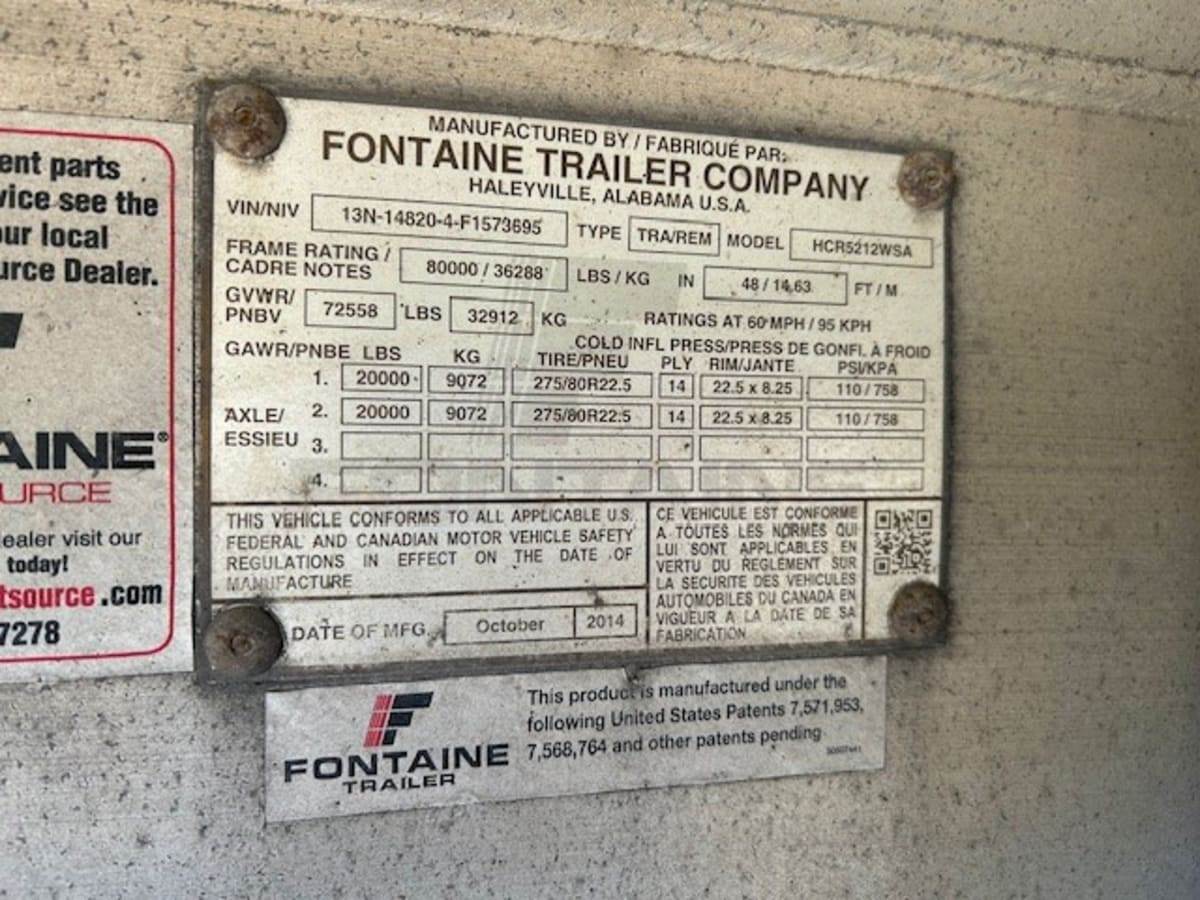 ent parts
vice see the
our local
urce Dealer.
AINE®
URCE
ealer visit our
today!
tsource.com
7278
MANUFACTURED BY / FABRIQUÉ PAR:
FONTAINE TRAILER COMPANY
HALEYVILLE, ALABAMA U.S.A.
VIN/NIV 13N-14820-4-F1573695 TYPE TRA/REM MODEL HCR5212WSA
FRAME RATING / CADRE NOTES 80000 / 36288 LBS / KG IN 48 / 14.63 FT / M
GVWR/ PNBV 72558 LBS 32912 KG RATINGS AT 60 MPH / 95 KPH
COLD INFL PRESS/PRESS DE GONFL. À FROID
GAWR/PNBE LBS KG TIRE/PNEU PLY RIM/JANTE PSI/KPA
1. 20000 9072 275/80R22.5 14 22.5 x 8.25 110 / 758
AXLE/ ESSIEU
2. 20000 9072 275/80R22.5 14 22.5 x 8.25 110 / 758
3.
4.
THIS VEHICLE CONFORMS TO ALL APPLICABLE U.S.
FEDERAL AND CANADIAN MOTOR VEHICLE SAFETY
REGULATIONS IN EFFECT ON THE DATE OF
MANUFACTURE
DATE OF MFG. October 2014
CE VEHICULE EST CONFORME
A TOUTES LES NORMES QUI
LUI SONT APPLICABLES EN
VERTU DU REGLEMENT SUR
LA SECURITE DES VEHICULES
AUTOMOBILES DU CANADA EN
VIGUEUR A LA DATE DE SA
FABRICATION
FONTAINE
TRAILER
This product is manufactured under the
following United States Patents 7,571,953,
7,568,764 and other patents pending